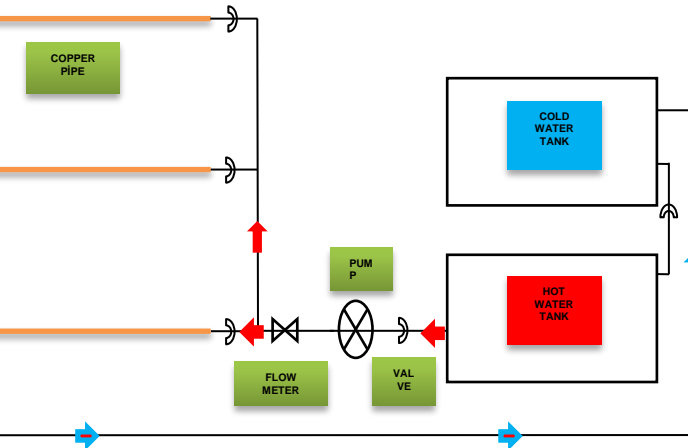 COPPER
PİPE
COLD
WATER
TANK
PUM
P
HOT
WATER
TANK
FLOW
METER
VAL
VE